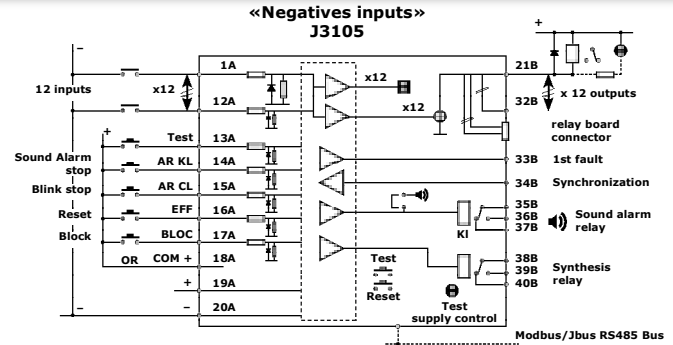 «Negatives inputs»
J3105
+
–
1A
21B
12 inputs
x12
x12
x12
x 12 outputs
12A
32B
relay board
connector
+
Test
13A
33B
1st fault
Sound Alarm
stop
AR KL
14A
34B
Synchronization
Blink stop
AR CL
15A
35B
Reset
EFF
16A
36B
Sound alarm
relay
Block
BLOC
17A
37B
Kl
OR
COM +
18A
Test
38B
+
19A
39B
Synthesis
relay
Reset
40B
–
–
20A
Test
supply control
Modbus/Jbus RS485 Bus